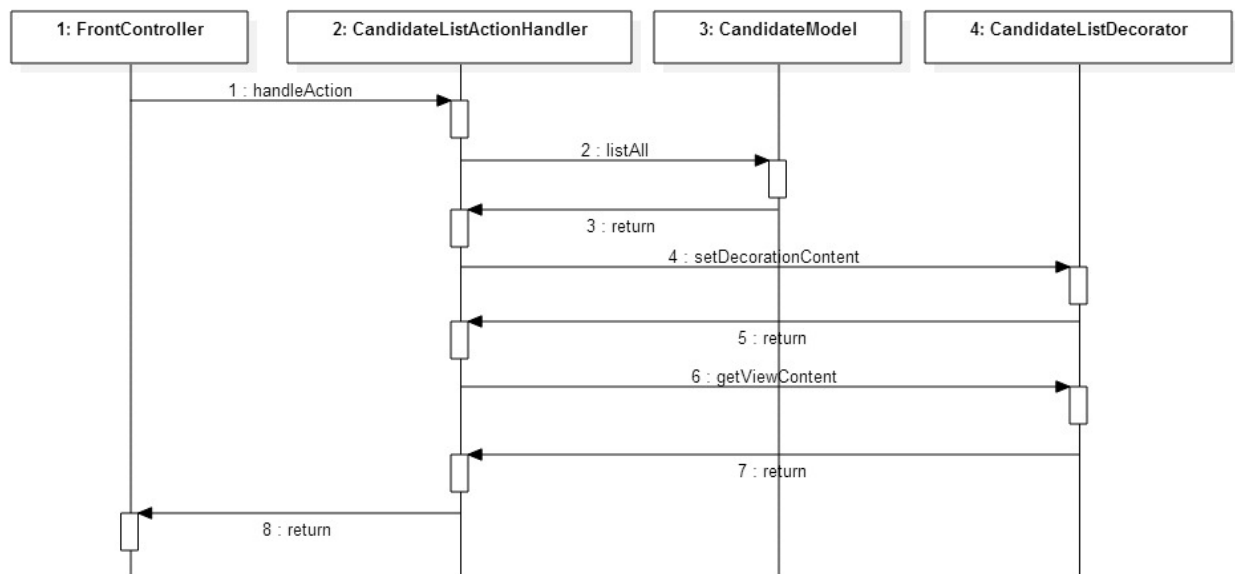 1: FrontController
2: CandidateListActionHandler
3: CandidateModel
4: CandidateListDecorator
1 : handleAction
2 : listAll
3 : return
4 : setDecorationContent
5 : return
6 : getViewContent
7 : return
8 : return